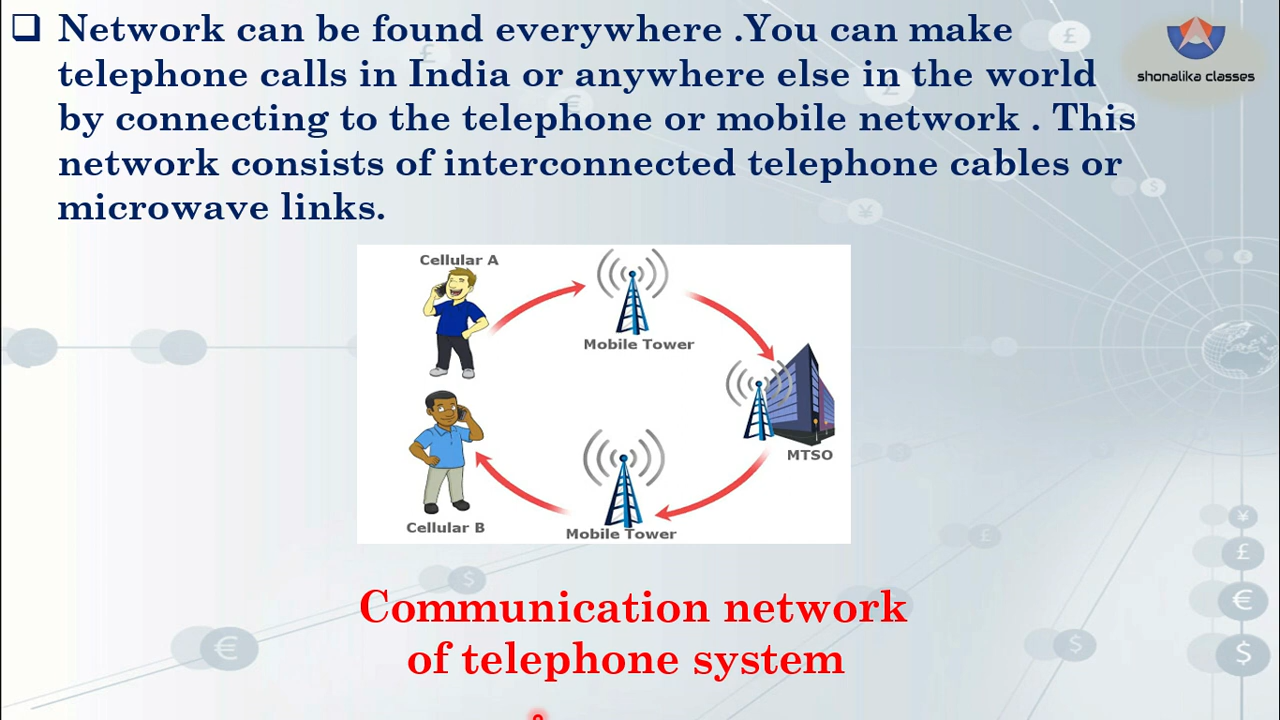 ❑ Network can be found everywhere .You can make
telephone calls in India or anywhere else in the world
by connecting to the telephone or mobile network . This
network consists of interconnected telephone cables or
microwave links.
shonalika classes
Cellular A
Mobile Tower
MTSO
Mobile Tower
Cellular B
Communication network
of telephone system